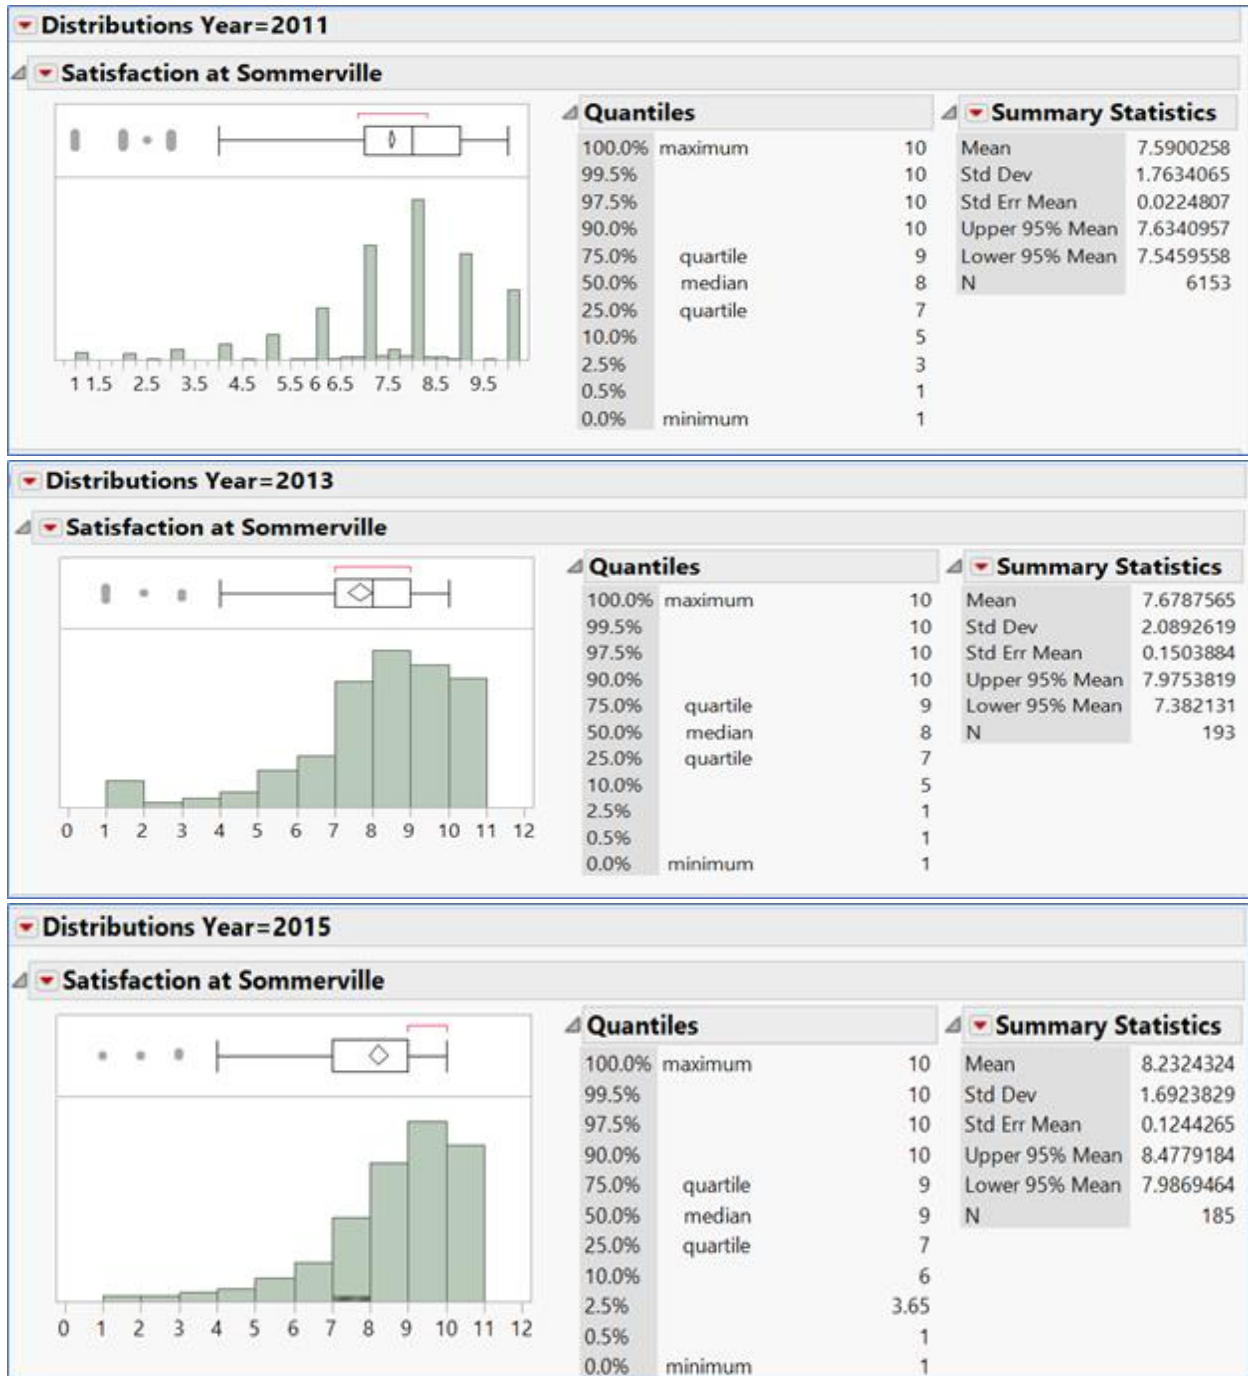 Distributions Year=2011
Satisfaction at Sommerville
Quantiles
100.0% maximum 10
99.5% 10
97.5% 10
90.0% 10
75.0% quartile 9
50.0% median 8
25.0% quartile 7
10.0% 5
2.5% 3
0.5% 1
0.0% minimum 1
Summary Statistics
Mean 7.5900258
Std Dev 1.7634065
Std Err Mean 0.0224807
Upper 95% Mean 7.6340957
Lower 95% Mean 7.5459558
N 6153
1 1.5 2.5 3.5 4.5 5.5 6 6.5 7.5 8.5 9.5
Distributions Year=2013
Satisfaction at Sommerville
Quantiles
100.0% maximum 10
99.5% 10
97.5% 10
90.0% 10
75.0% quartile 9
50.0% median 8
25.0% quartile 7
10.0% 5
2.5% 1
0.5% 1
0.0% minimum 1
Summary Statistics
Mean 7.6787565
Std Dev 2.0892619
Std Err Mean 0.1503884
Upper 95% Mean 7.9753819
Lower 95% Mean 7.382131
N 193
0 1 2 3 4 5 6 7 8 9 10 11 12
Distributions Year=2015
Satisfaction at Sommerville
Quantiles
100.0% maximum 10
99.5% 10
97.5% 10
90.0% 10
75.0% quartile 9
50.0% median 9
25.0% quartile 7
10.0% 6
2.5% 3.65
0.5% 1
0.0% minimum 1
Summary Statistics
Mean 8.2324324
Std Dev 1.6923829
Std Err Mean 0.1244265
Upper 95% Mean 8.4779184
Lower 95% Mean 7.9869464
N 185
0 1 2 3 4 5 6 7 8 9 10 11 12